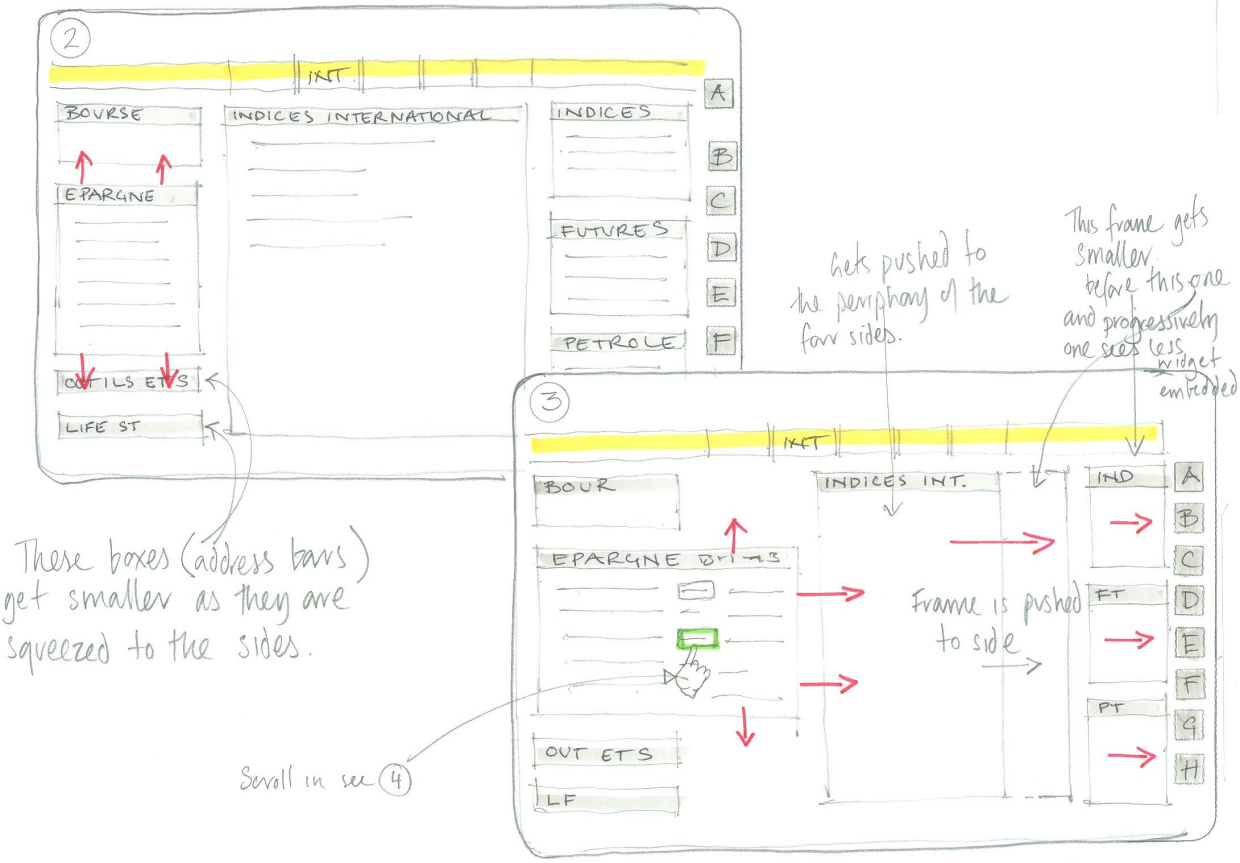 2
INT.
BOURSE
INDICES INTERNATIONAL
INDICES
EPARGNE
FUTURES
PETROLE
OUTILS ET S
LIFE ST
A
B
C
D
E
F
These boxes (address bars)
get smaller as they are
squeezed to the sides.
Gets pushed to
the periphary of the
four sides.
This frame gets
smaller
before this one
and progressively
one sees less
widget
embedded
3
INT
BOUR
INDICES INT.
IND
EPARGNE
FT
PT
Frame is pushed
to side
OUT ET S
LF
A
B
C
D
E
F
G
H
Scroll in see 4